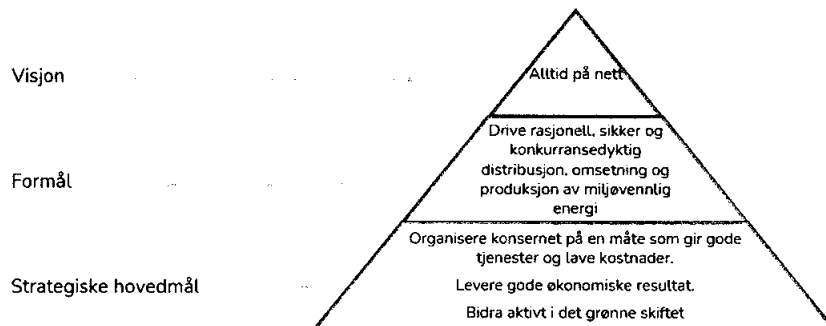 Visjon
Alltid på nett
Formål
Drive rasjonell, sikker og
konkurransedyktig
distribusjon, omsetning og
produksjon av miljøvennlig
energi
Strategiske hovedmål
Organisere konsernet på en måte som gir gode
tjenester og lave kostnader.
Levere gode økonomiske resultat.
Bidra aktivt i det grønne skiftet